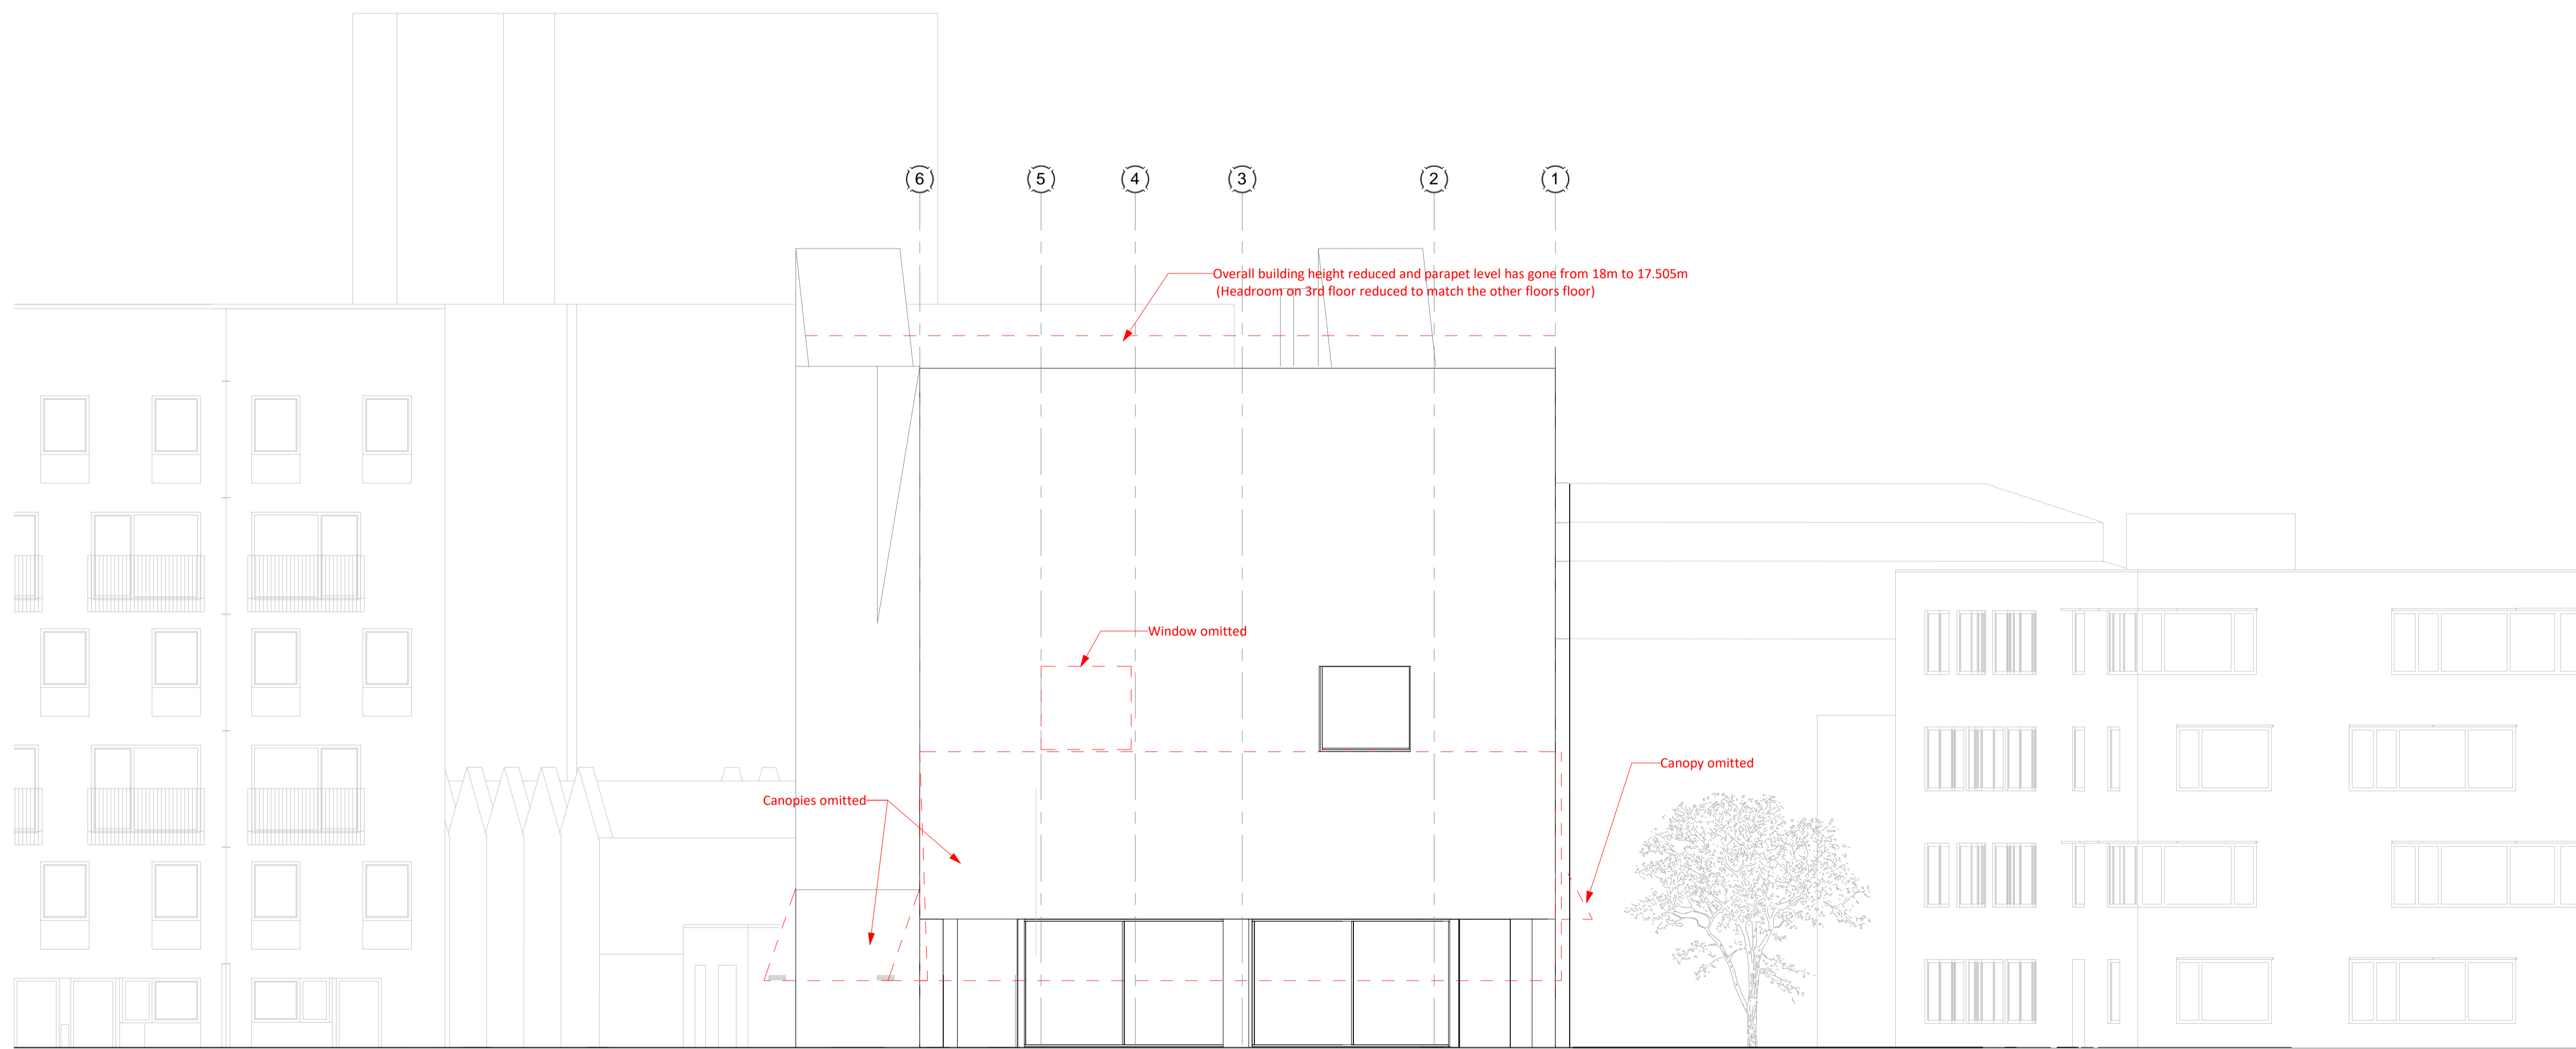 6 5 4 3 2 1
Overall building height reduced and parapet level has gone from 18m to 17.505m
(Headroom on 3rd floor reduced to match the other floors floor)
Window omitted
Canopy omitted
Canopies omitted